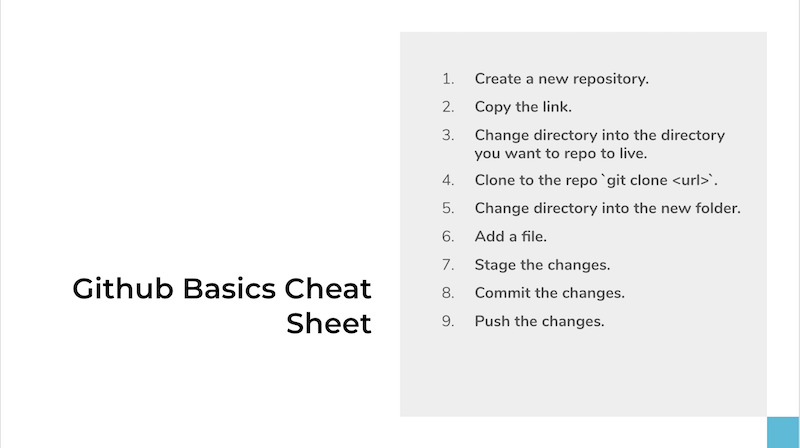 Github Basics Cheat
Sheet
1. Create a new repository.
2. Copy the link.
3. Change directory into the directory
you want to repo to live.
4. Clone to the repo `git clone <url>`.
5. Change directory into the new folder.
6. Add a file.
7. Stage the changes.
8. Commit the changes.
9. Push the changes.